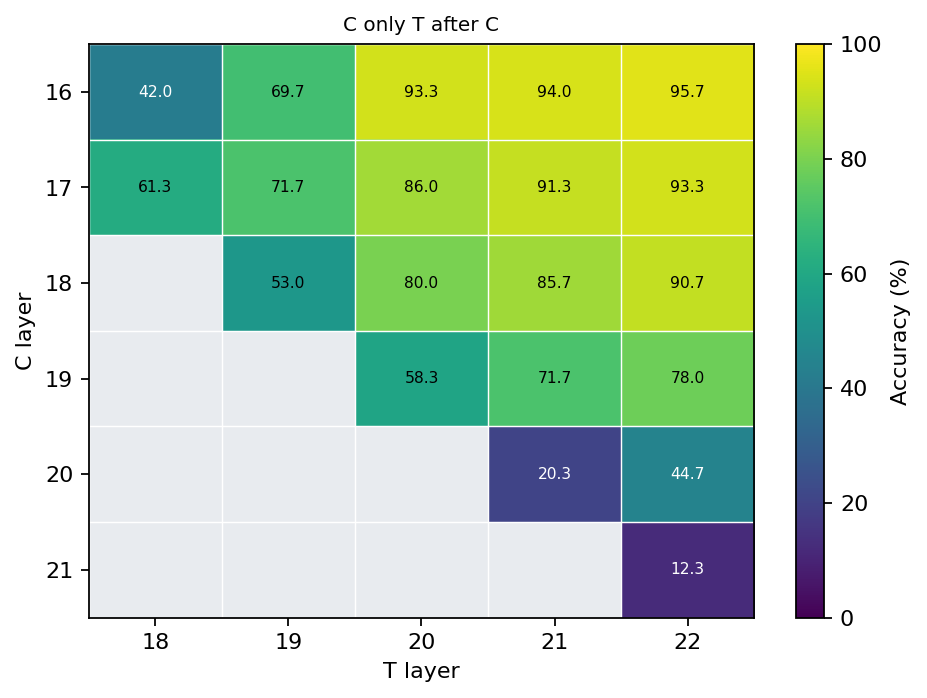 C only T after C
16 42.0 69.7 93.3 94.0 95.7
17 61.3 71.7 86.0 91.3 93.3
18 53.0 80.0 85.7 90.7
19 58.3 71.7 78.0
20 20.3 44.7
21 12.3
18 19 20 21 22
T layer
C layer
100
80
60
40
20
0
Accuracy (%)